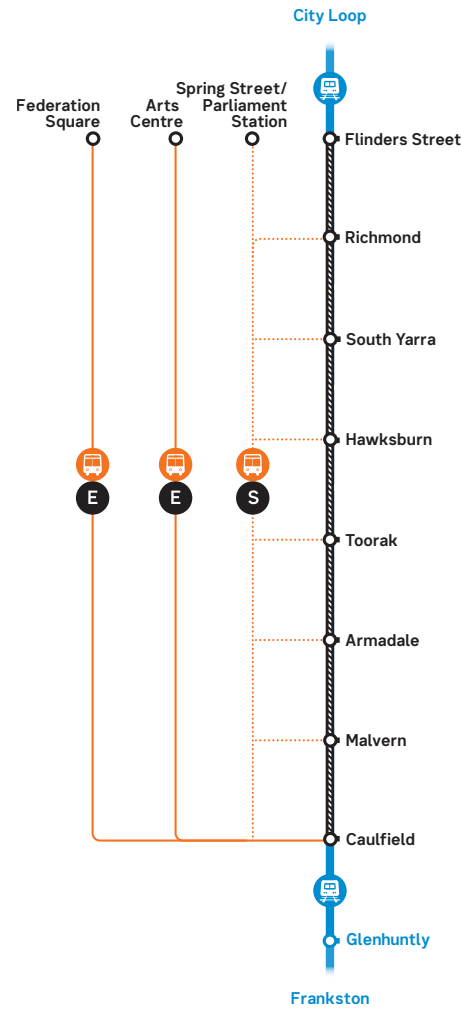 City Loop
Spring Street/
Federation
Arts
Parliament
Square
Centre
Station
Flinders Street
Richmond
South Yarra
Hawksburn
E
E
S
Toorak
Armadale
Malvern
Caulfield
Glenhuntly
Frankston